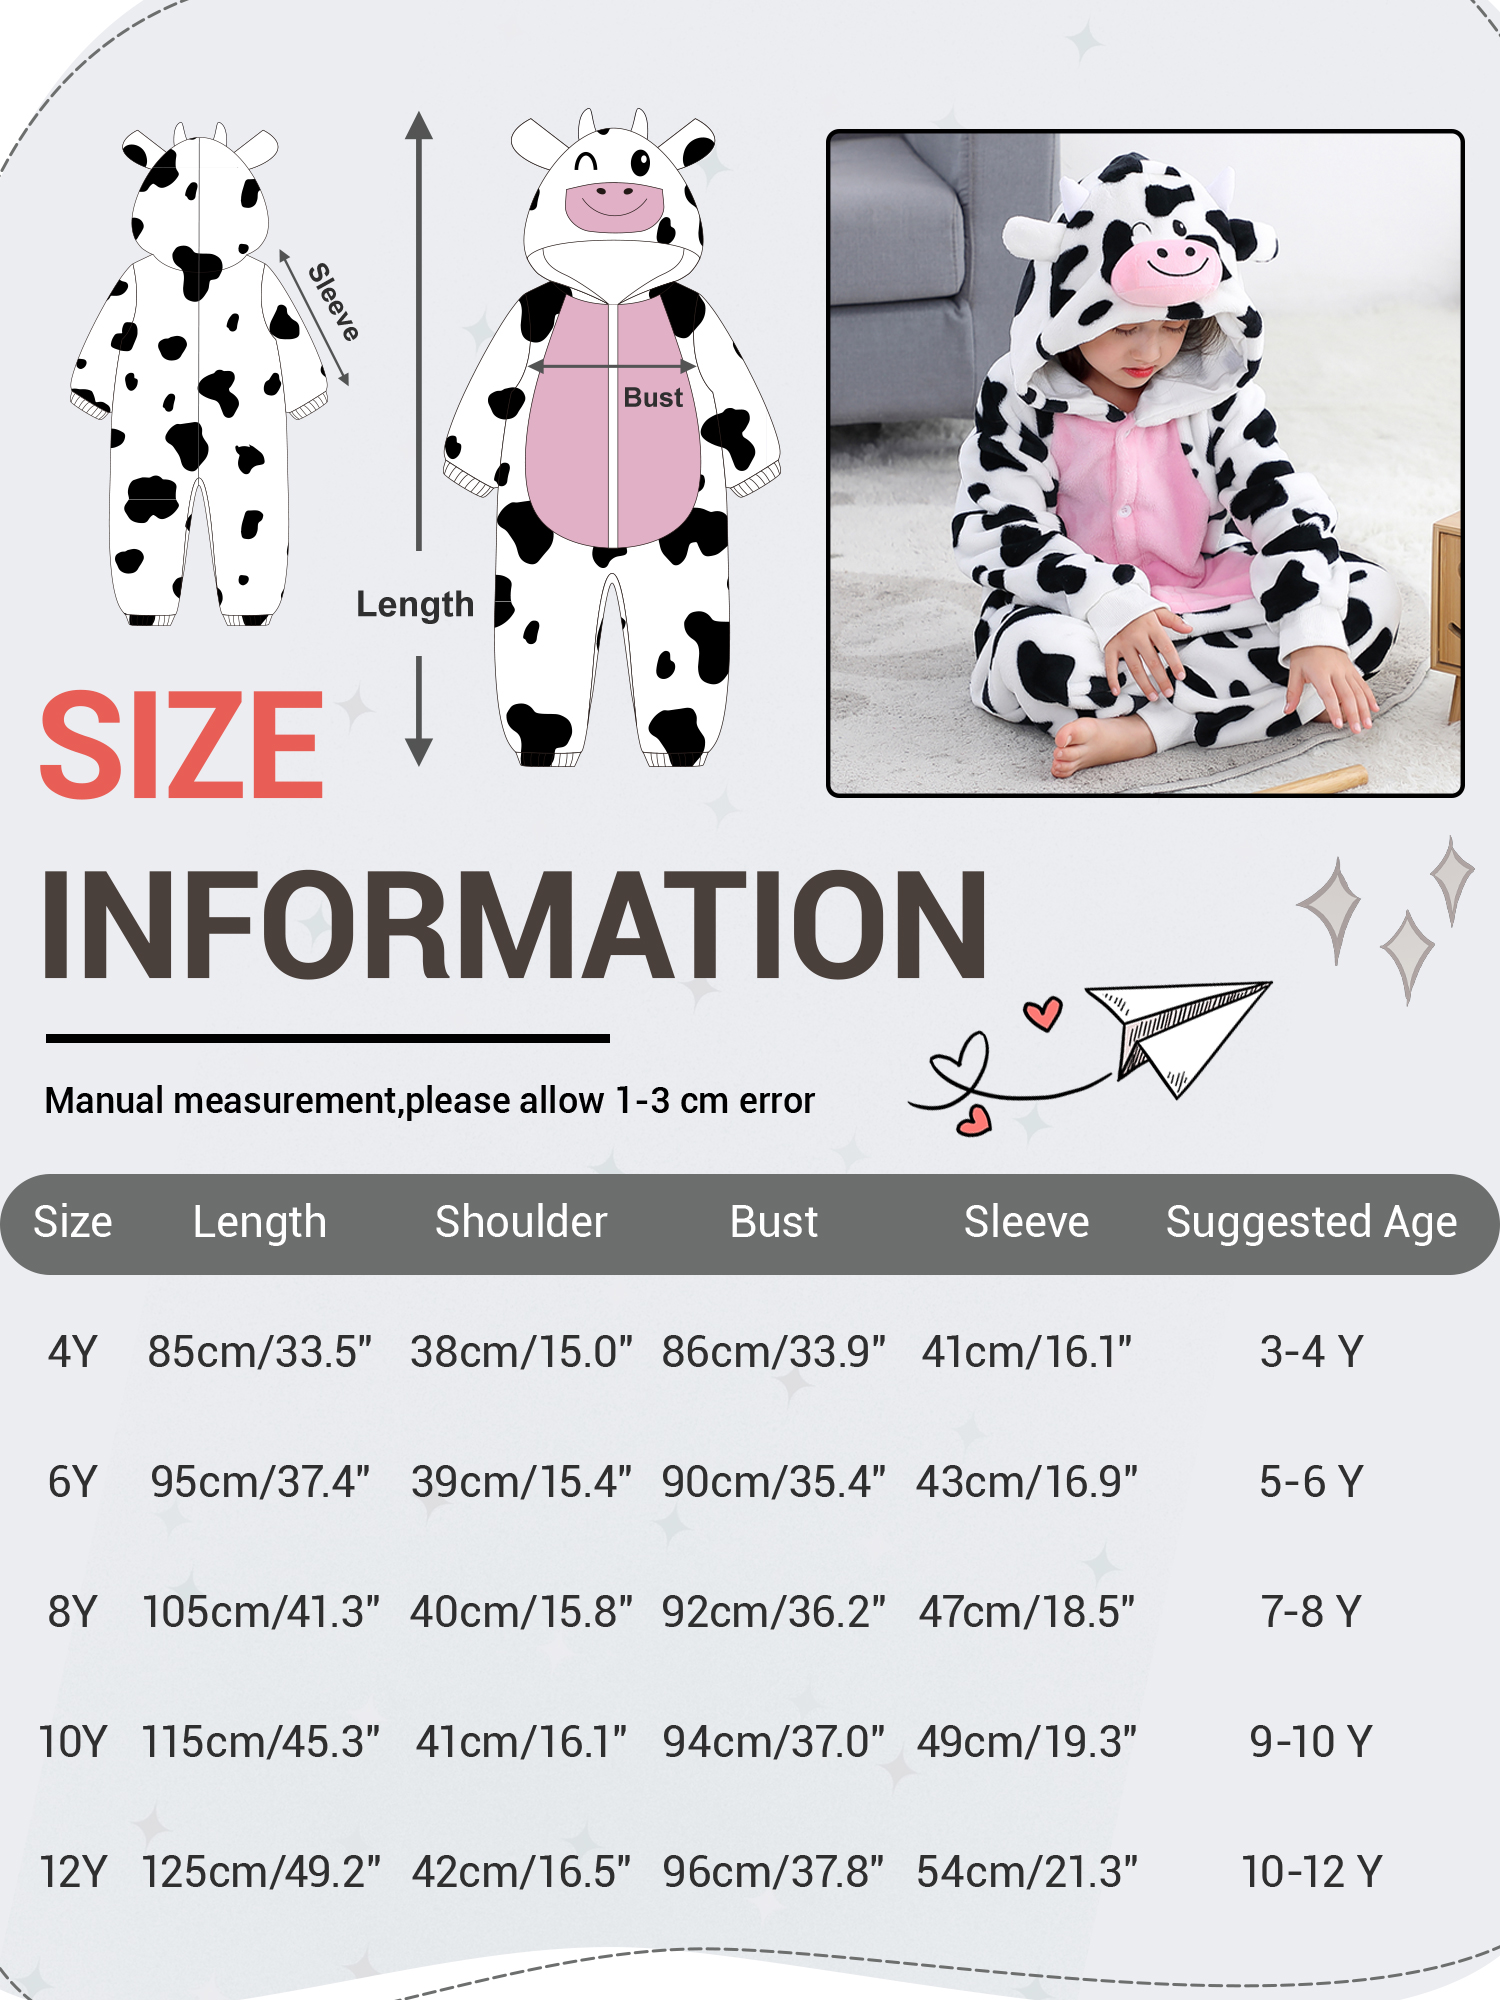 Sleeve
Bust
Length
SIZE
INFORMATION
Manual measurement,please allow 1-3 cm error
Size Length Shoulder Bust Sleeve Suggested Age
4Y 85cm/33.5" 38cm/15.0" 86cm/33.9" 41cm/16.1" 3-4 Y
6Y 95cm/37.4" 39cm/15.4" 90cm/35.4" 43cm/16.9" 5-6 Y
8Y 105cm/41.3" 40cm/15.8" 92cm/36.2" 47cm/18.5" 7-8 Y
10Y 115cm/45.3" 41cm/16.1" 94cm/37.0" 49cm/19.3" 9-10 Y
12Y 125cm/49.2" 42cm/16.5" 96cm/37.8" 54cm/21.3" 10-12 Y